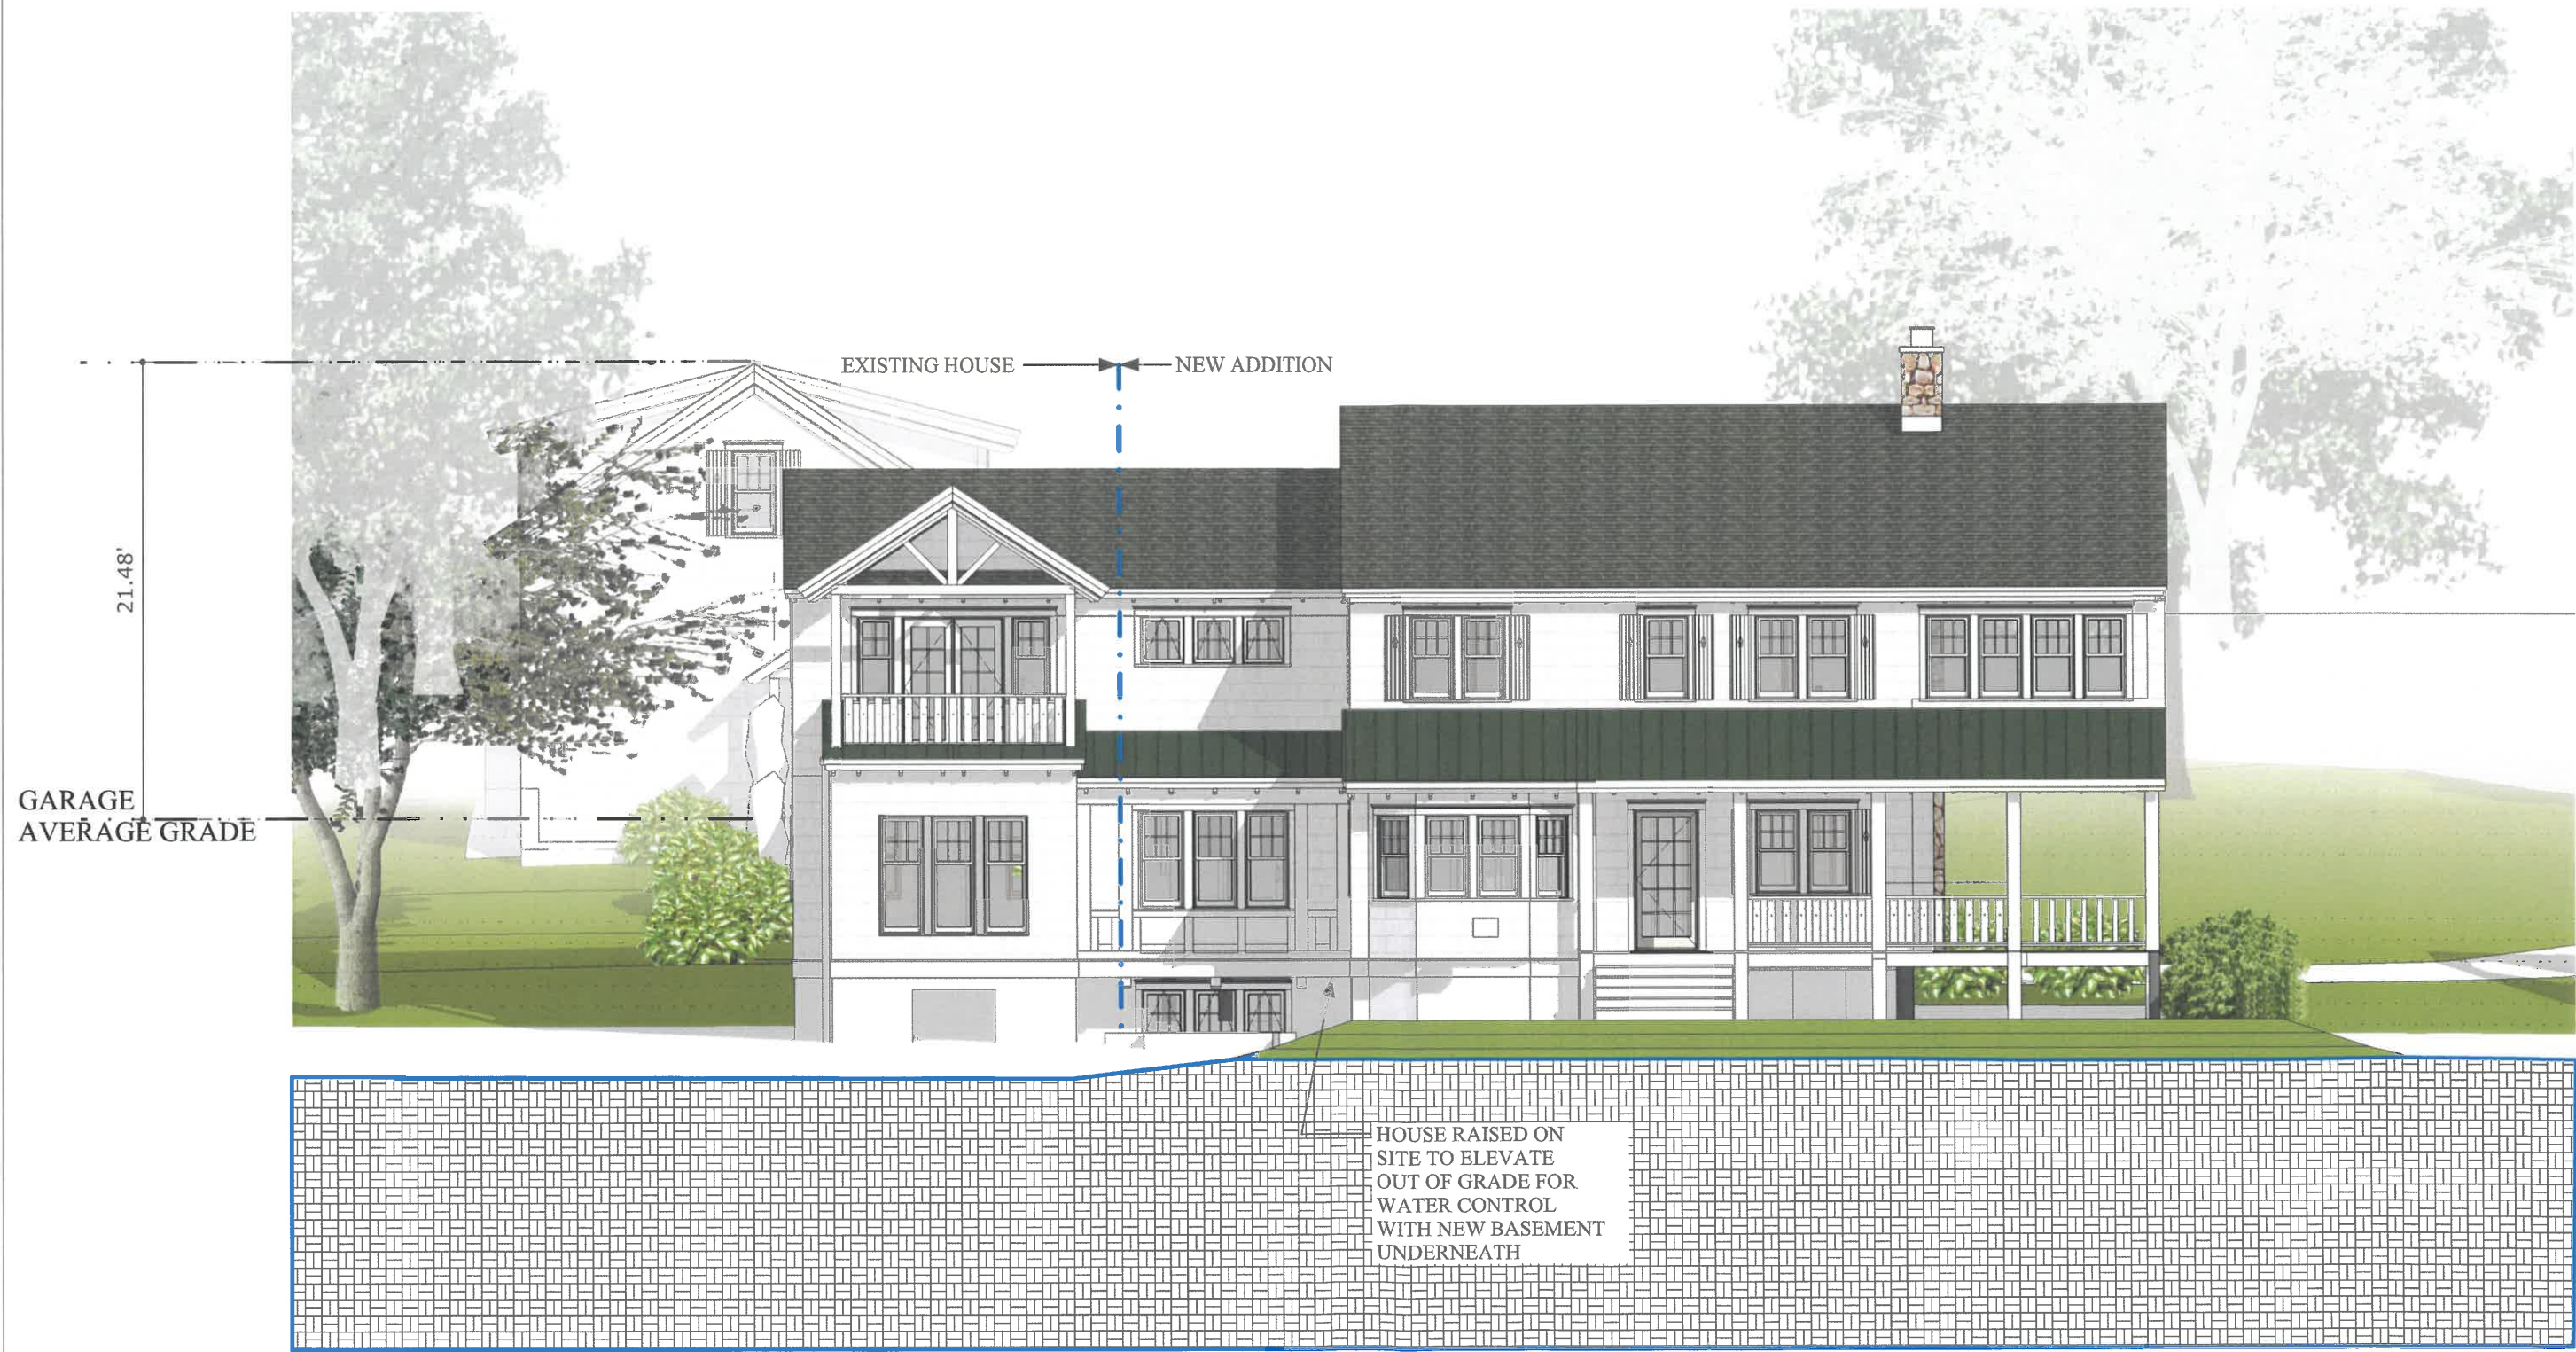 EXISTING HOUSE
NEW ADDITION
21.48'
GARAGE
AVERAGE GRADE
HOUSE RAISED ON
SITE TO ELEVATE
OUT OF GRADE FOR
WATER CONTROL
WITH NEW BASEMENT
UNDERNEATH